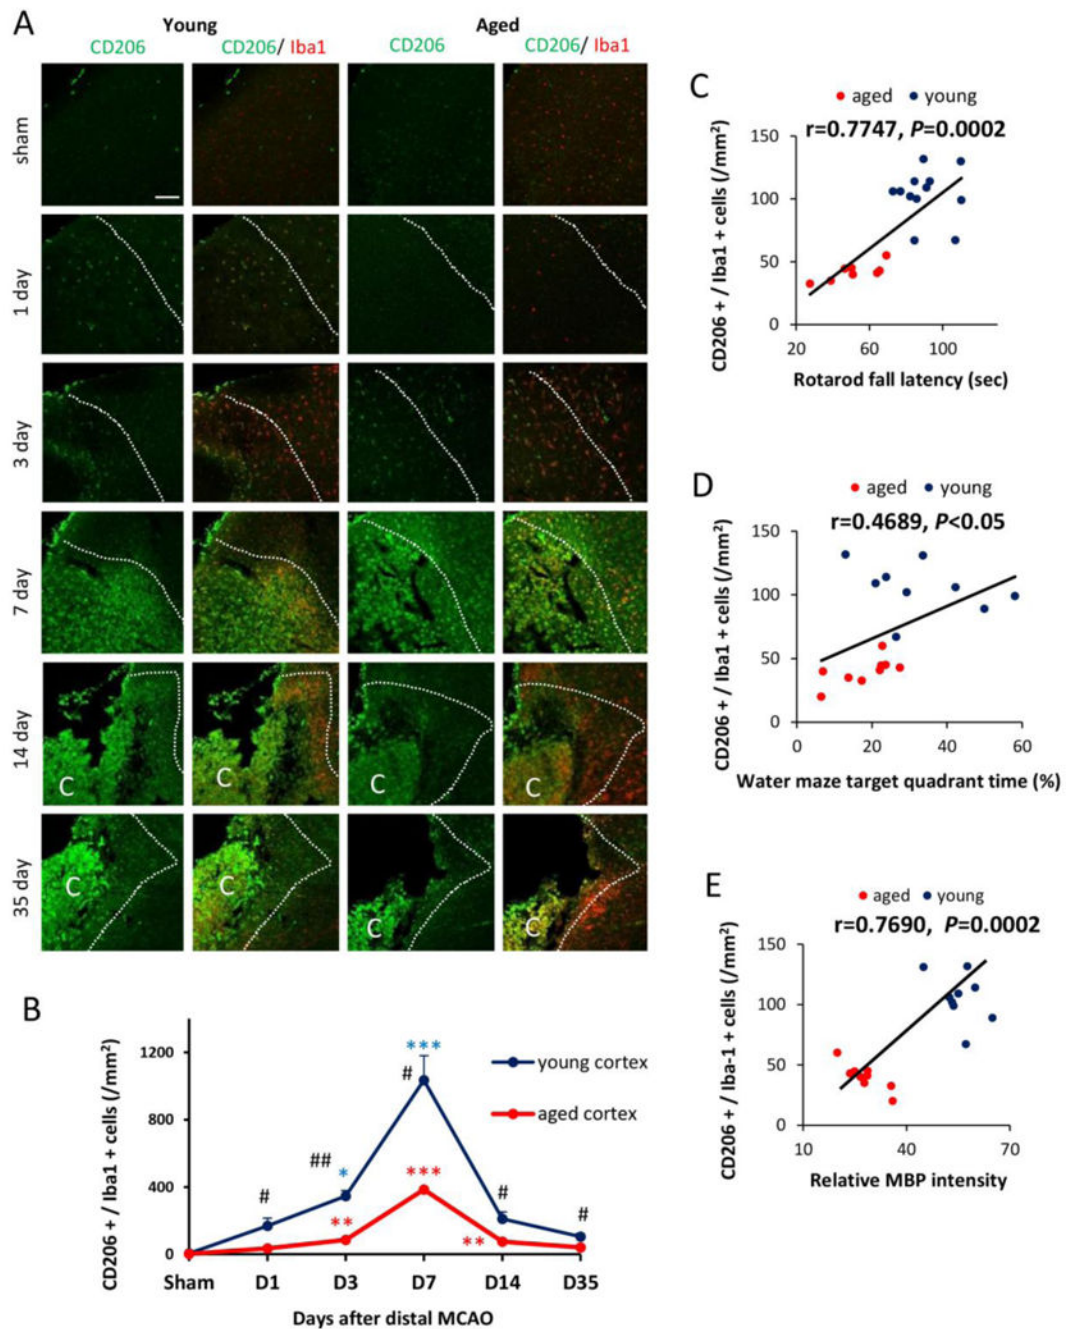 A
Young
Aged
CD206
CD206/ Iba1
CD206
CD206/ Iba1
sham
1 day
3 day
7 day
14 day
C
C
C
C
35 day
C
C
C
C
B
CD206 + / Iba1 + cells (/mm²)
1200
800
400
0
#
##
*
**
#
***
***
#
**
#
young cortex
aged cortex
Sham D1 D3 D7 D14 D35
Days after distal MCAO
C
aged young
r=0.7747, P=0.0002
CD206 + / Iba1 + cells (/mm²)
150
100
50
0
20 60 100
Rotarod fall latency (sec)
D
aged young
r=0.4689, P<0.05
CD206 + / Iba1 + cells (/mm²)
150
100
50
0
0 20 40 60
Water maze target quadrant time (%)
E
aged young
r=0.7690, P=0.0002
CD206 + / Iba-1 + cells (/mm²)
150
100
50
0
10 40 70
Relative MBP intensity